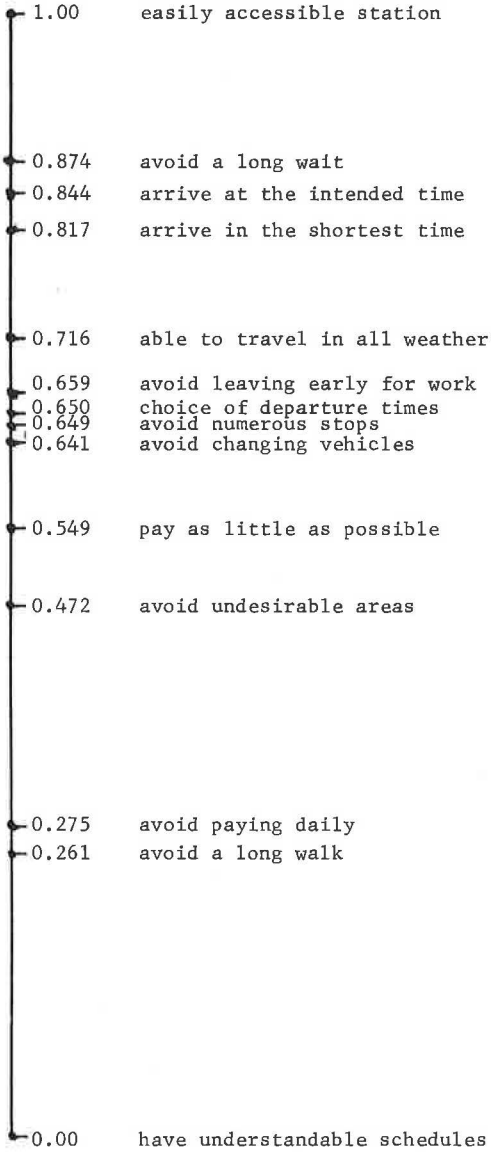 1.00 easily accessible station
0.874 avoid a long wait
0.844 arrive at the intended time
0.817 arrive in the shortest time
0.716 able to travel in all weather
0.659 avoid leaving early for work
0.650 choice of departure times
0.649 avoid numerous stops
0.641 avoid changing vehicles
0.549 pay as little as possible
0.472 avoid undesirable areas
0.275 avoid paying daily
0.261 avoid a long walk
0.00 have understandable schedules